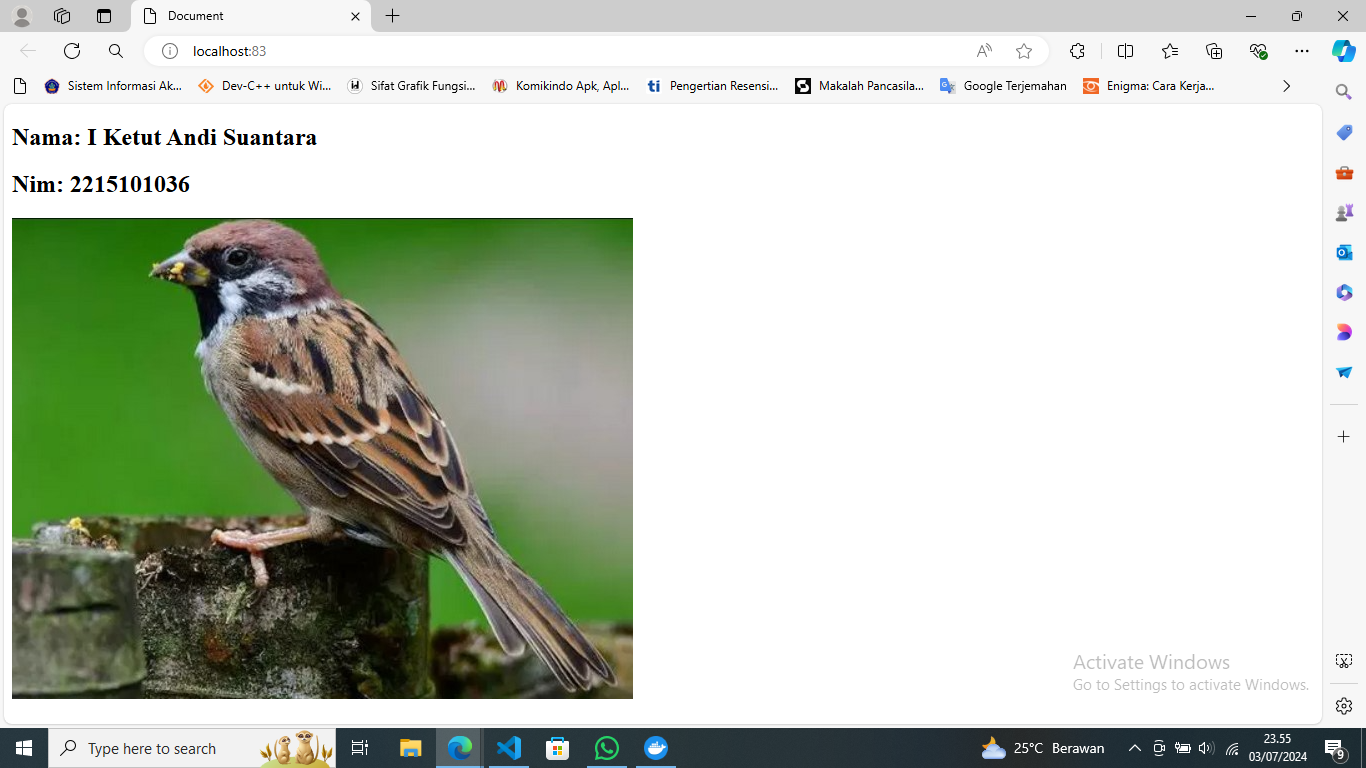 Document
localhost:83
Sistem Informasi Ak...
Dev-C++ untuk Wi...
Sifat Grafik Fungsi...
Komikindo Apk, Apl...
Pengertian Resensi...
Makalah Pancasila...
Google Terjemahan
Enigma: Cara Kerja...
Nama: I Ketut Andi Suantara
Nim: 2215101036
Activate Windows
Go to Settings to activate Windows.
Type here to search
25°C Berawan
23.55
03/07/2024
9